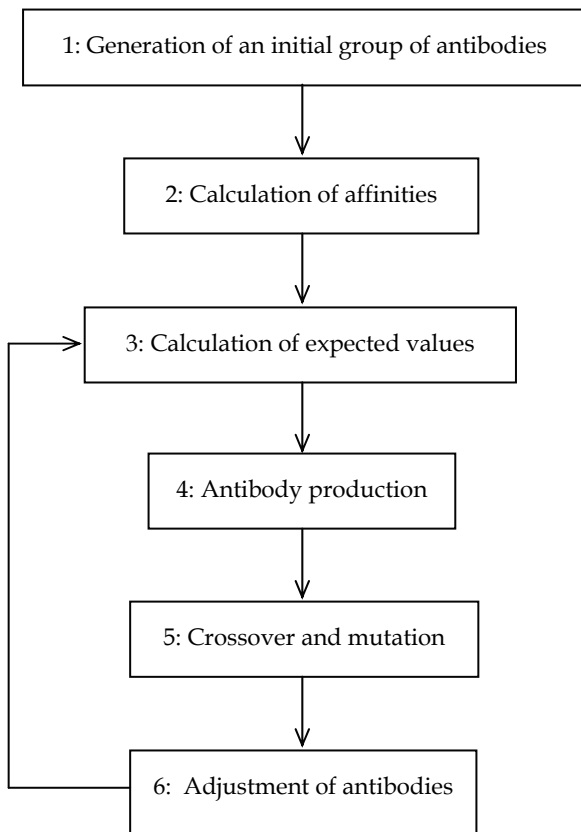 1: Generation of an initial group of antibodies
2: Calculation of affinities
3: Calculation of expected values
4: Antibody production
5: Crossover and mutation
6: Adjustment of antibodies